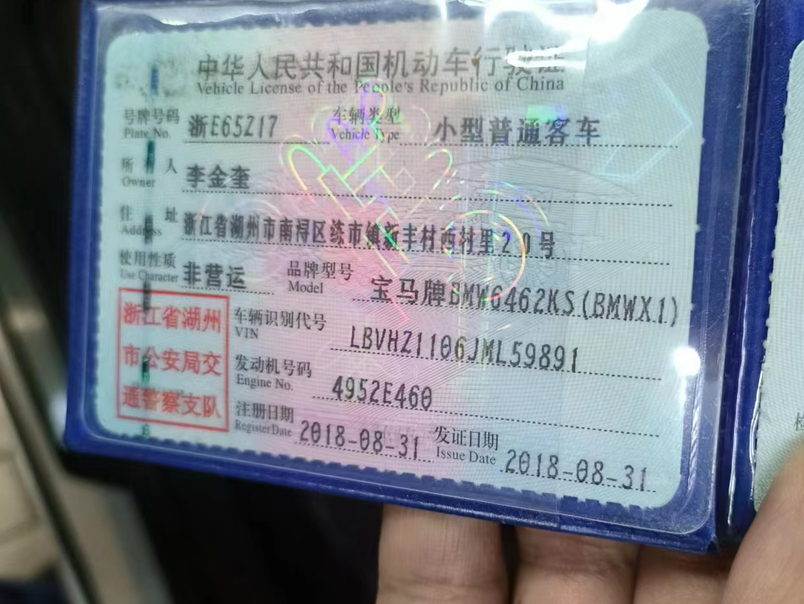 中华人民共和国机动车行驶证
Vehicle License of the People's Republic of China
号牌号码 浙E65Z17 车辆类型 小型普通客车
Plate No. Vehicle Type
所有人 李金奎
Owner
住址 浙江省湖州市南浔区练市镇新丰村西村里20号
Address
使用性质 非营运 品牌型号 宝马牌BMW6462KS(BMWX1)
Use Character Model
浙江省湖州
市公安局交
通警察支队
车辆识别代号 LBVHZ1106JML59891
VIN
发动机号码 4952E460
Engine No.
注册日期 2018-08-31 发证日期 2018-08-31
Register Date Issue Date